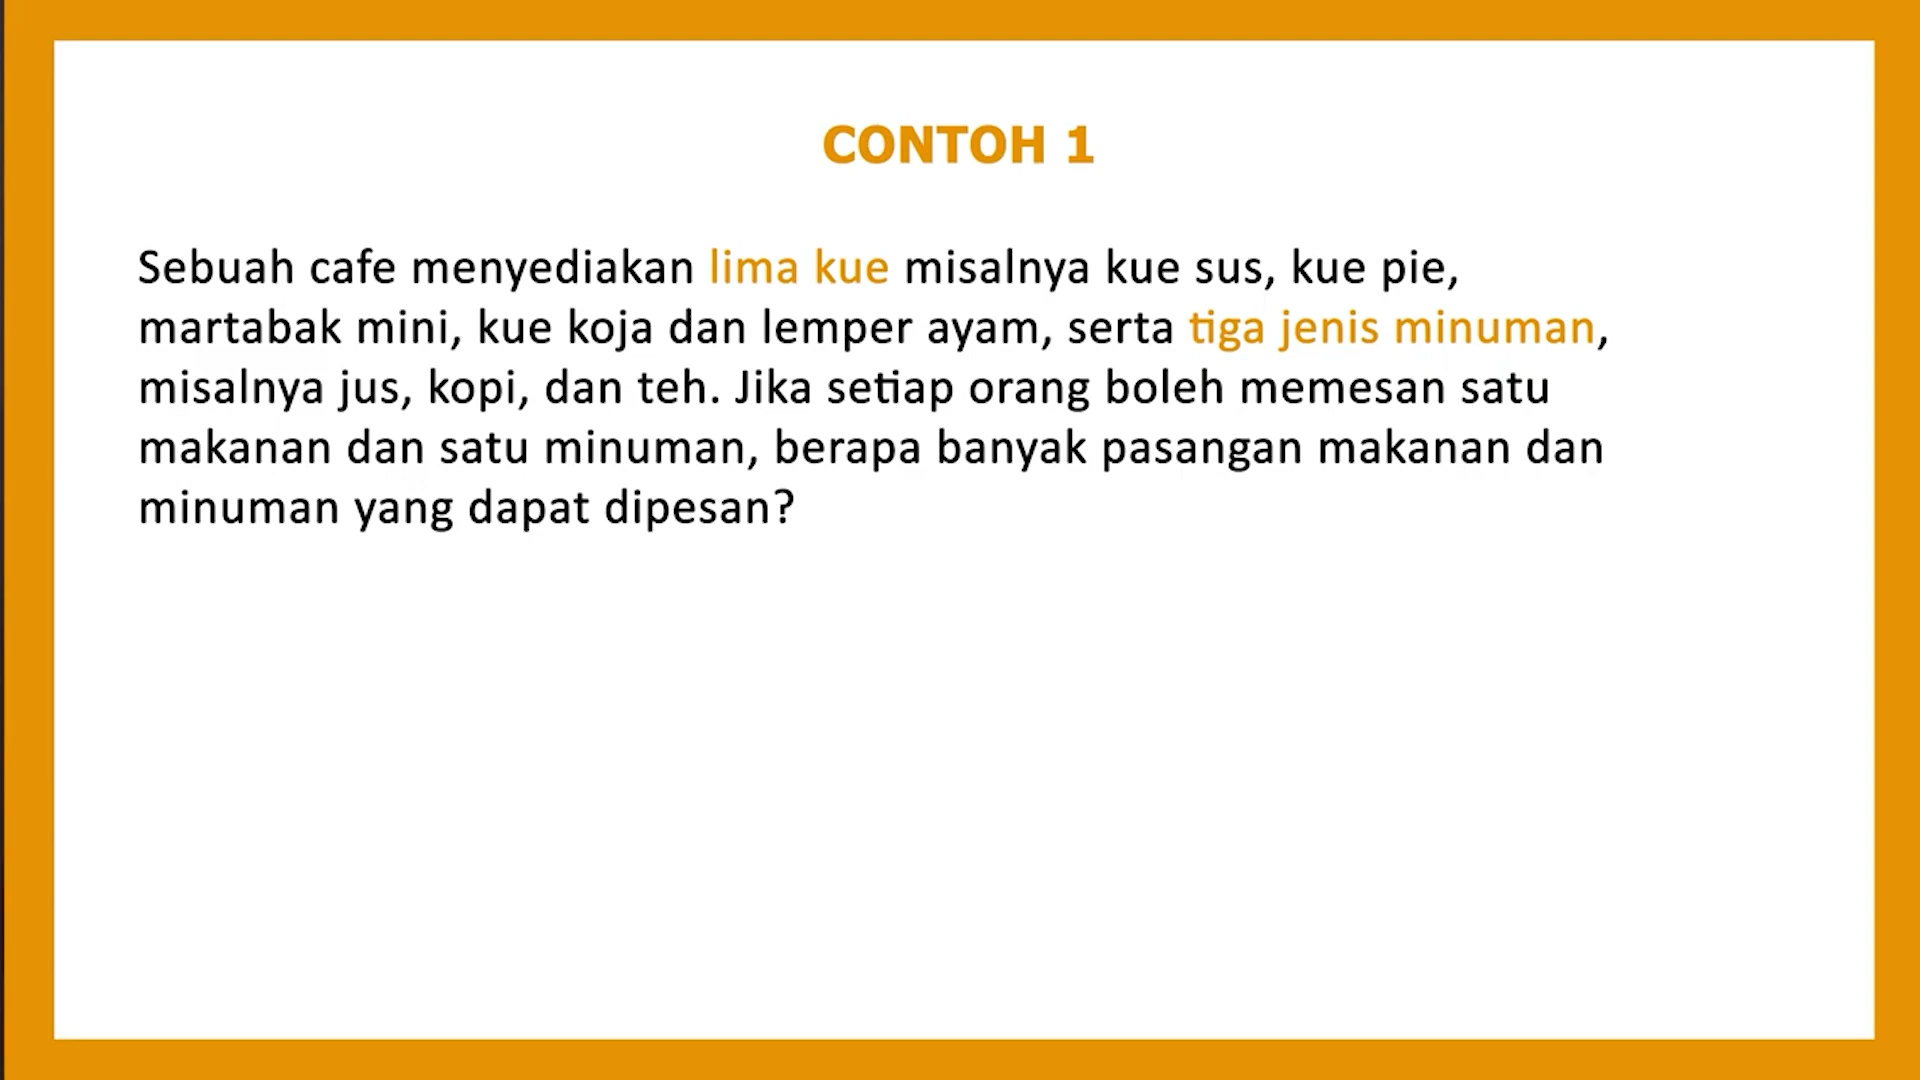 CONTOH 1
Sebuah cafe menyediakan lima kue misalnya kue sus, kue pie,
martabak mini, kue koja dan lemper ayam, serta tiga jenis minuman,
misalnya jus, kopi, dan teh. Jika setiap orang boleh memesan satu
makanan dan satu minuman, berapa banyak pasangan makanan dan
minuman yang dapat dipesan?